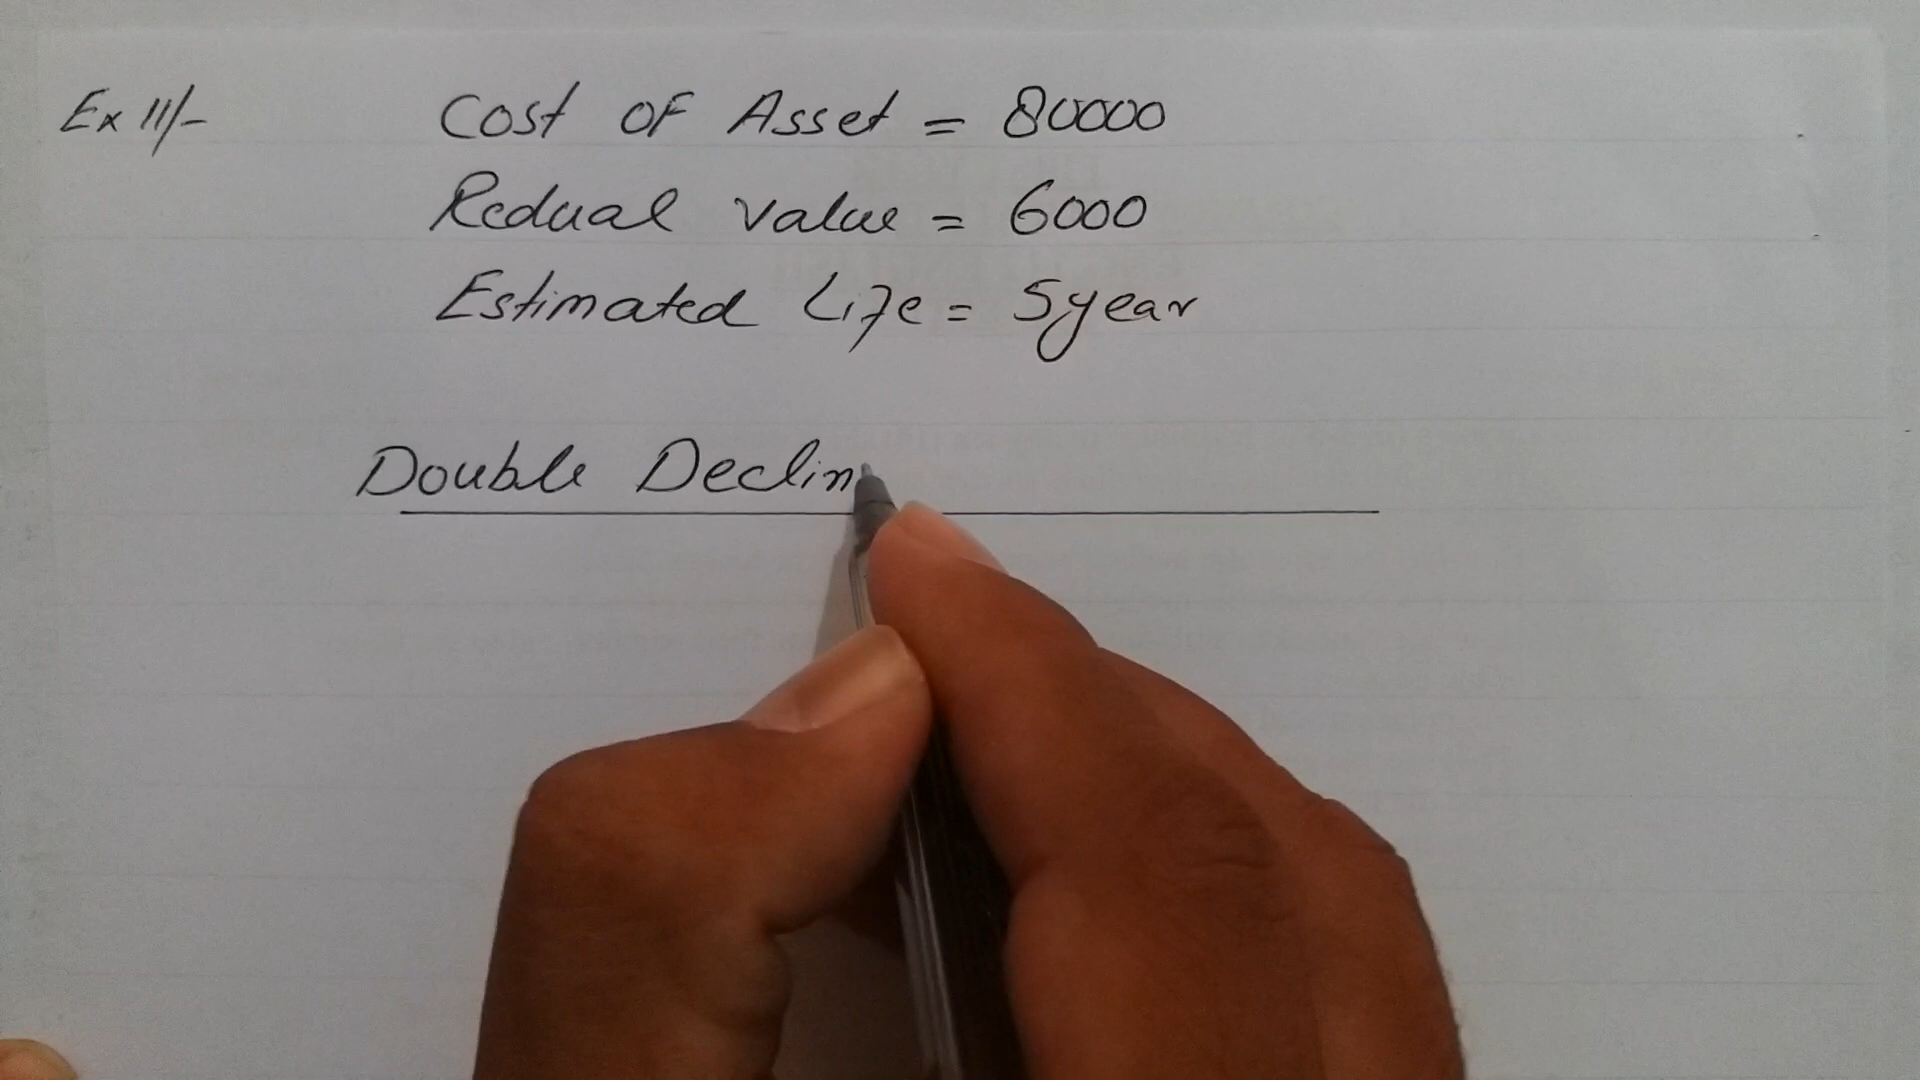 Ex 11/- Cost OF Asset = 80000
Redual value = 6000
Estimated Life = 5year
Double Declin